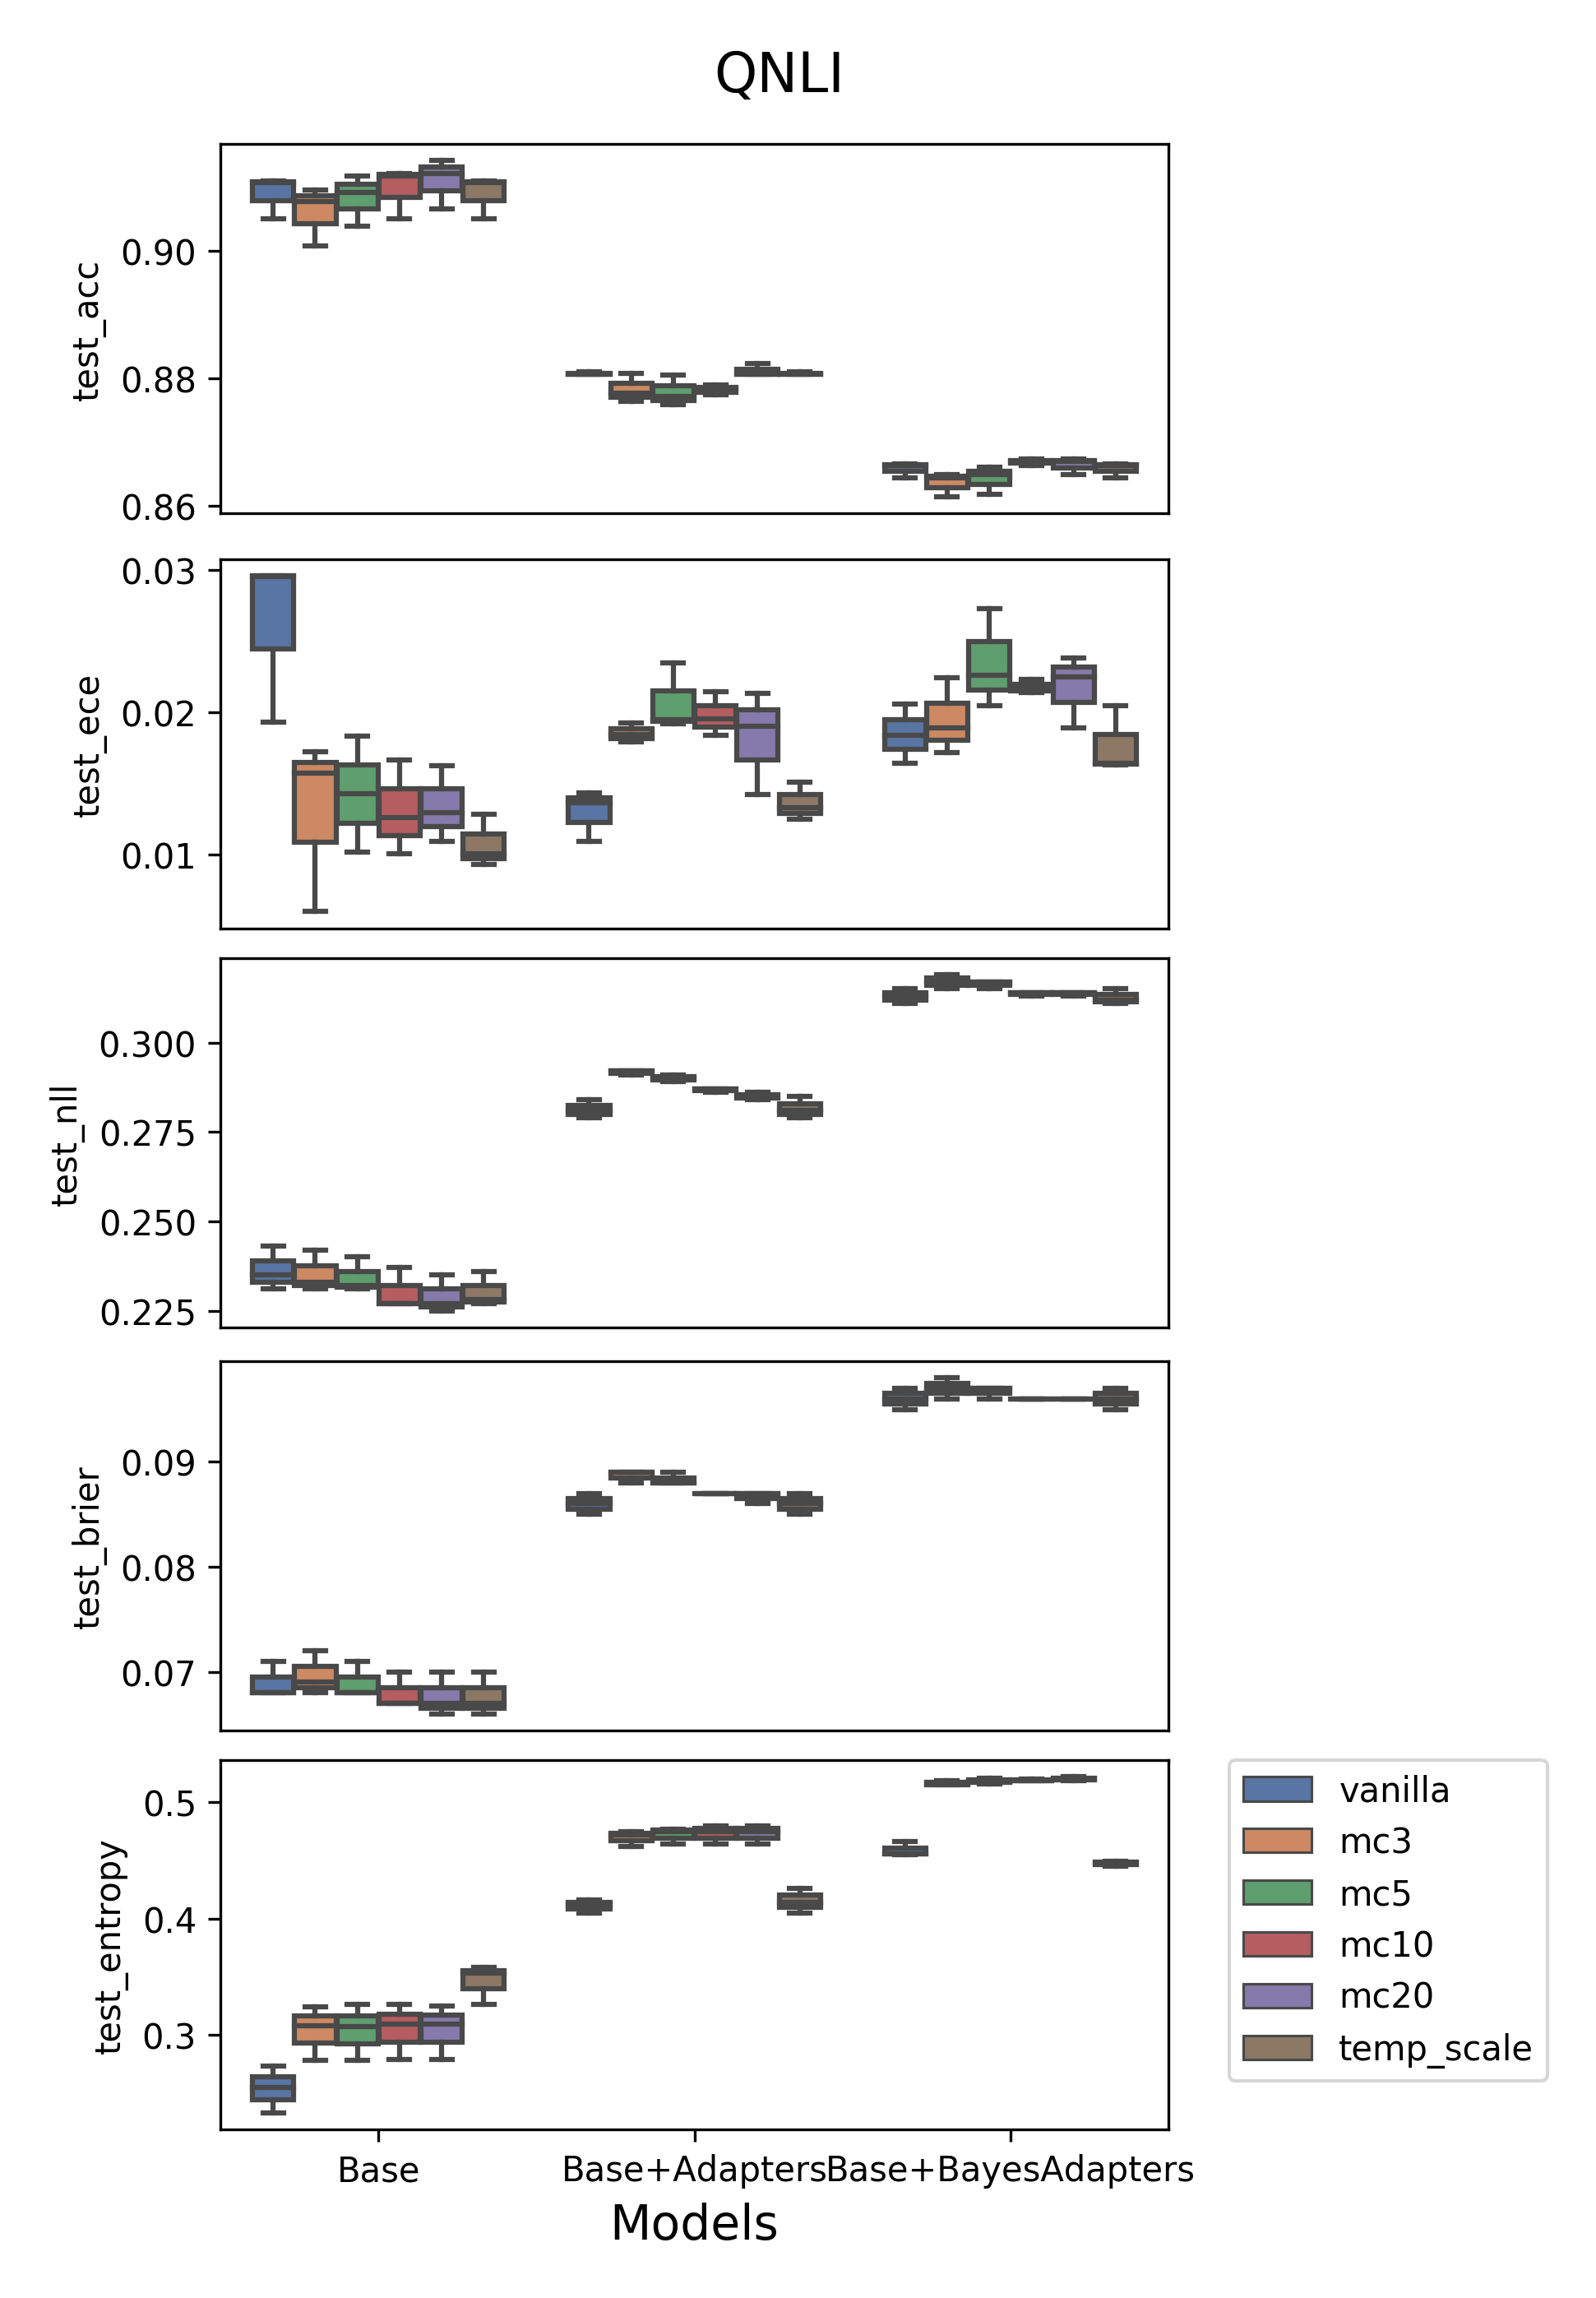 QNLI
test_acc
0.90
0.88
0.86
test_ece
0.03
0.02
0.01
test_nll
0.300
0.275
0.250
0.225
test_brier
0.09
0.08
0.07
test_entropy
0.5
0.4
0.3
Base
Base+Adapters
Base+BayesAdapters
Models
vanilla
mc3
mc5
mc10
mc20
temp_scale